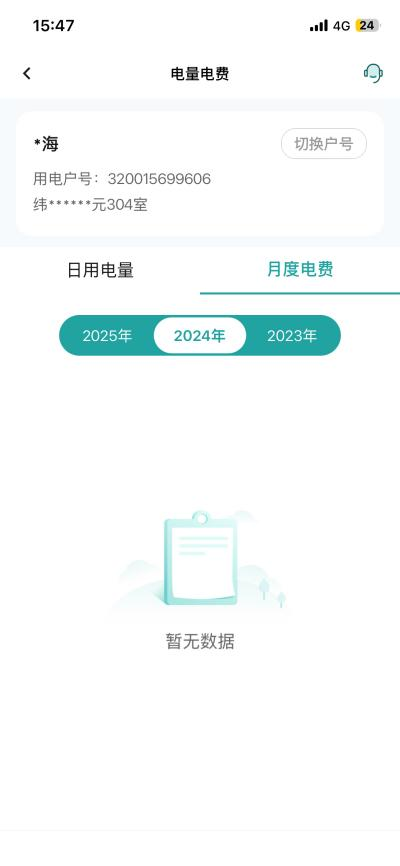 15:47
4G 24
电量电费
*海
切换户号
用电户号：320015699606
纬******元304室
日用电量 月度电费
2025年 2024年 2023年
暂无数据